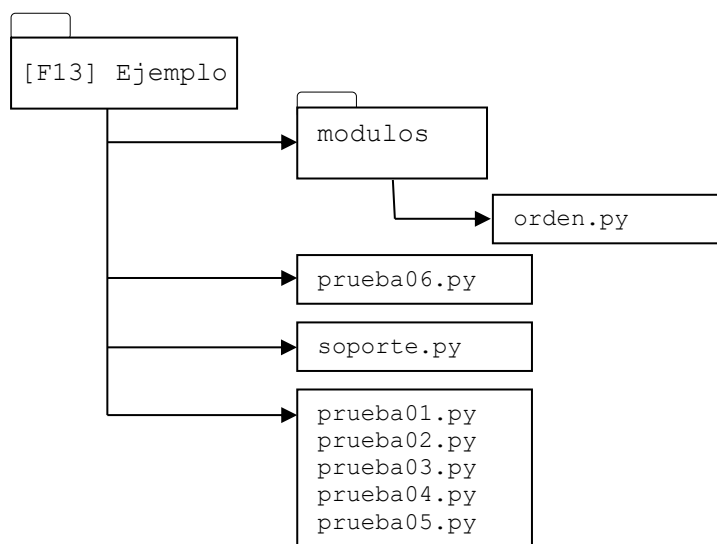 [F13] Ejemplo
modulos
orden.py
prueba06.py
soporte.py
prueba01.py
prueba02.py
prueba03.py
prueba04.py
prueba05.py